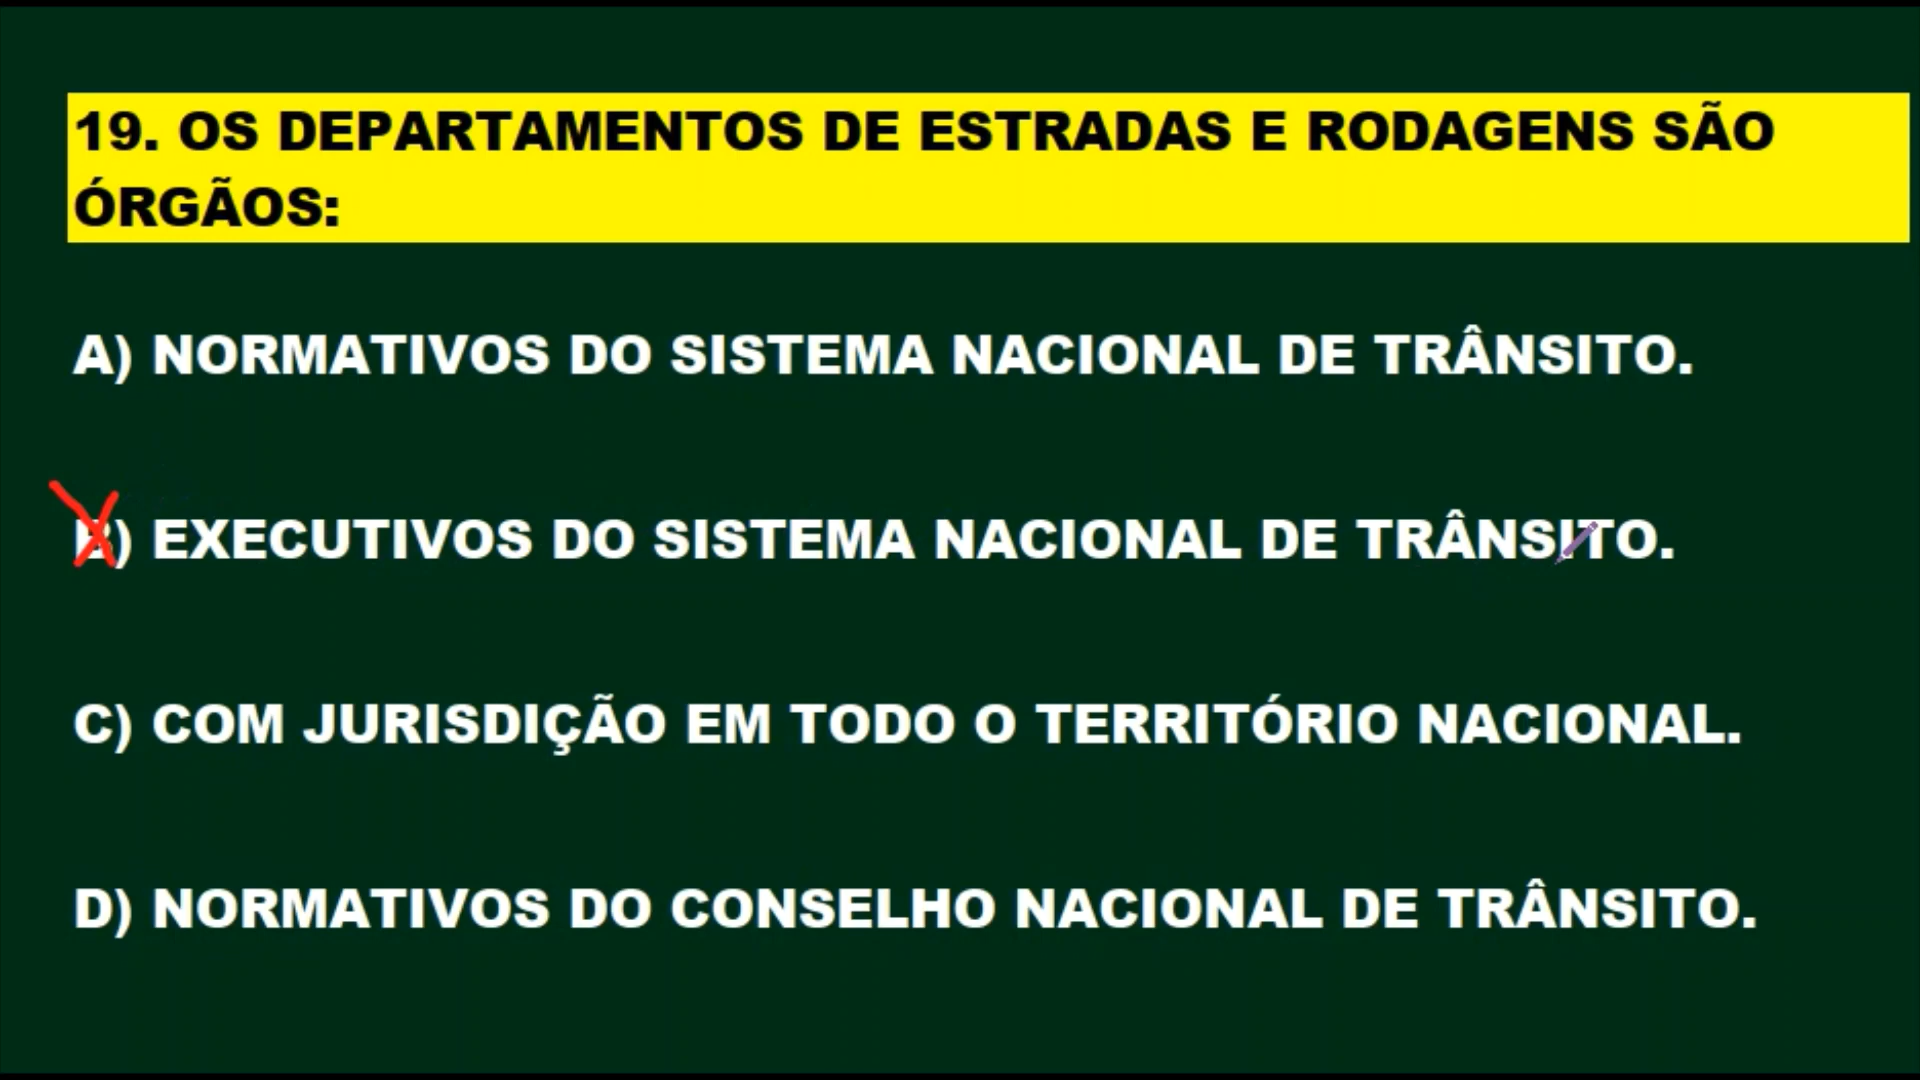 19. OS DEPARTAMENTOS DE ESTRADAS E RODAGENS SÃO
ÓRGÃOS:
A) NORMATIVOS DO SISTEMA NACIONAL DE TRÂNSITO.
B) EXECUTIVOS DO SISTEMA NACIONAL DE TRÂNSITO.
C) COM JURISDIÇÃO EM TODO O TERRITÓRIO NACIONAL.
D) NORMATIVOS DO CONSELHO NACIONAL DE TRÂNSITO.